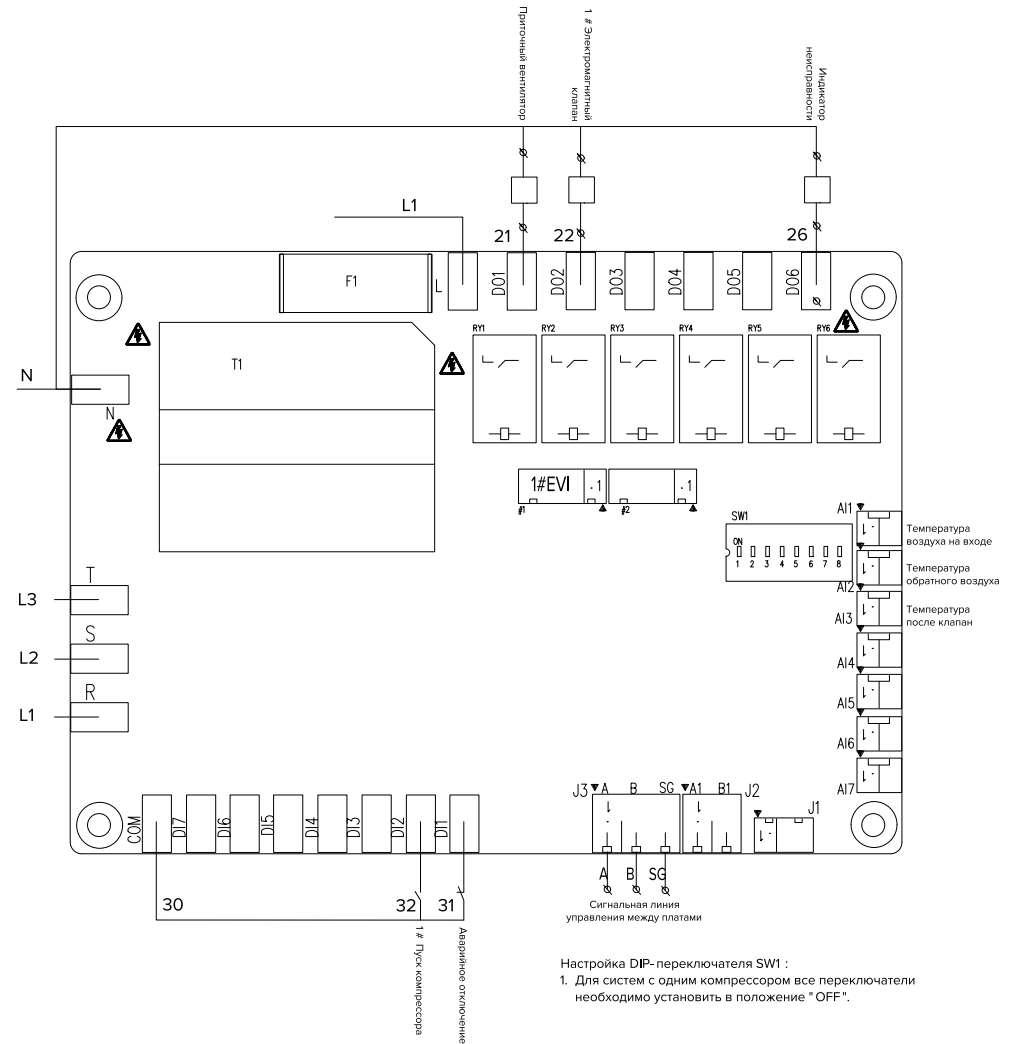 Приточный вентилятор
1 # Электромагнитный
клапан
Индикатор
неисправности
L1
21
22
26
F1
L
DO1
DO2
DO3
DO4
DO5
DO6
RY1
RY2
RY3
RY4
RY5
RY6
T1
N
N
1#EVI
. 1
. 1
#1
#2
SW1
ON
1 2 3 4 5 6 7 8
AI1
Температура
воздуха на входе
AI2
Температура
обратного воздуха
AI3
Температура
после клапан
AI4
AI5
AI6
AI7
T
L3
S
L2
R
L1
COM
DI7
DI6
DI5
DI4
DI3
DI2
DI1
J3
A
B
SG
A1
B1
J2
J1
A
B
SG
Сигнальная линия
управления между платами
30
32
31
1 # Пуск компрессора
Аварийное отключение
Настройка DIP-переключателя SW1 :
1. Для систем с одним компрессором все переключатели
необходимо установить в положение "OFF".